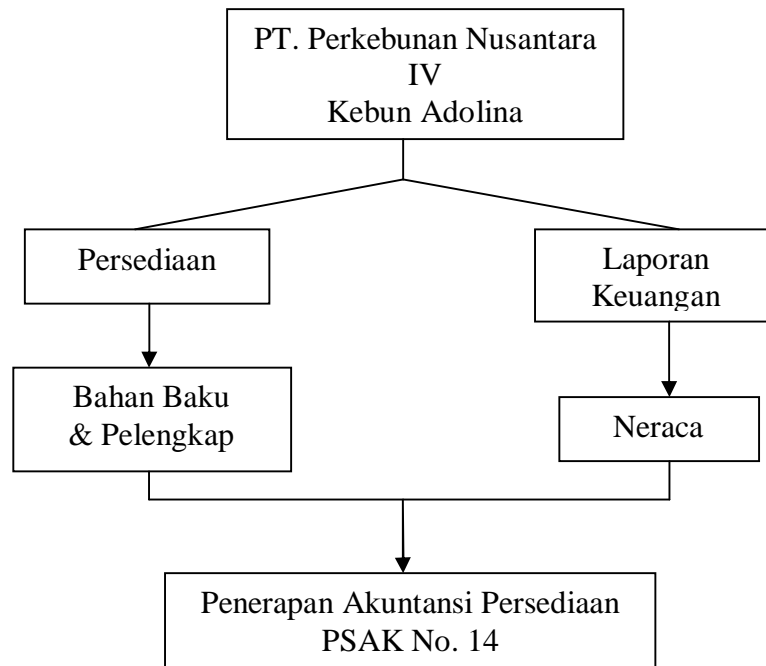 PT. Perkebunan Nusantara
IV
Kebun Adolina
Persediaan
Laporan
Keuangan
Bahan Baku
& Pelengkap
Neraca
Penerapan Akuntansi Persediaan
PSAK No. 14